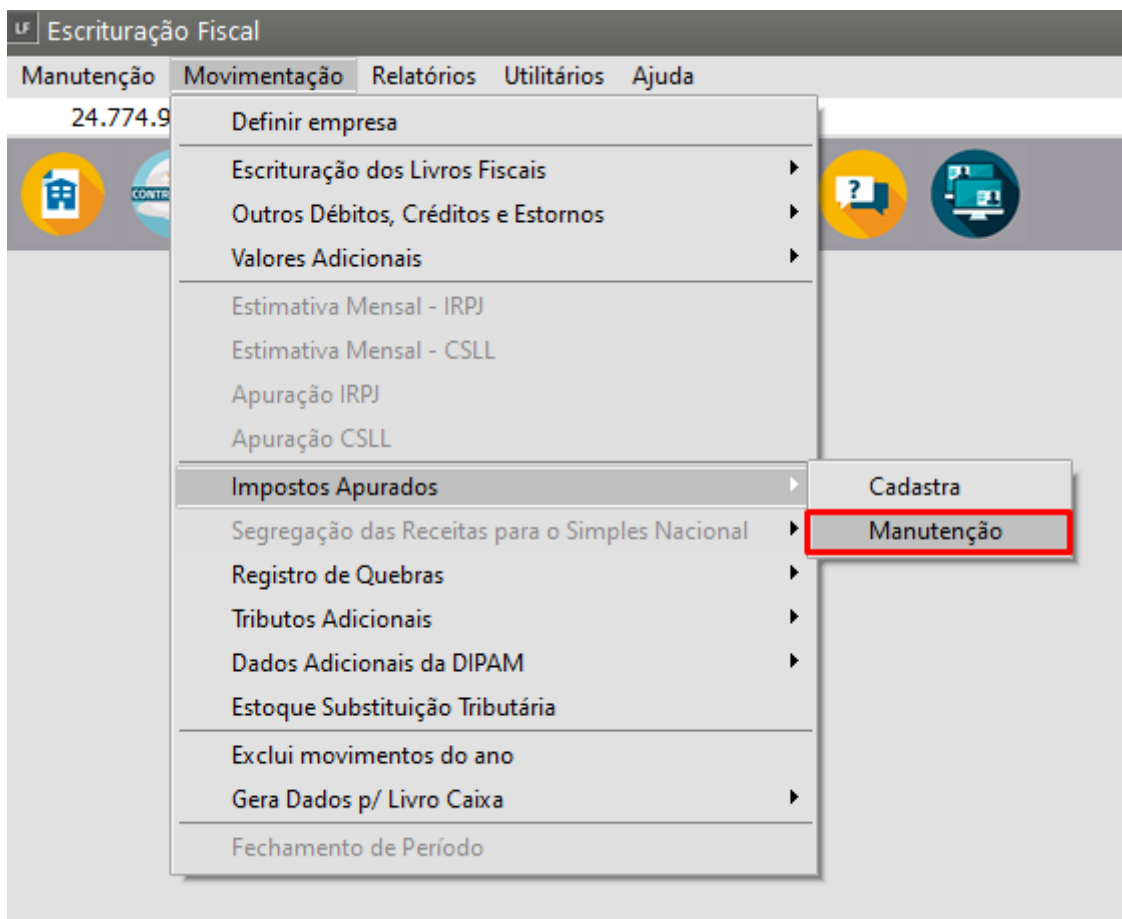 LF Escrituração Fiscal
Manutenção Movimentação Relatórios Utilitários Ajuda
24.774.9
Definir empresa
Escrituração dos Livros Fiscais
Outros Débitos, Créditos e Estornos
Valores Adicionais
Estimativa Mensal - IRPJ
Estimativa Mensal - CSLL
Apuração IRPJ
Apuração CSLL
Impostos Apurados
Cadastra
Segregação das Receitas para o Simples Nacional
Manutenção
Registro de Quebras
Tributos Adicionais
Dados Adicionais da DIPAM
Estoque Substituição Tributária
Exclui movimentos do ano
Gera Dados p/ Livro Caixa
Fechamento de Período